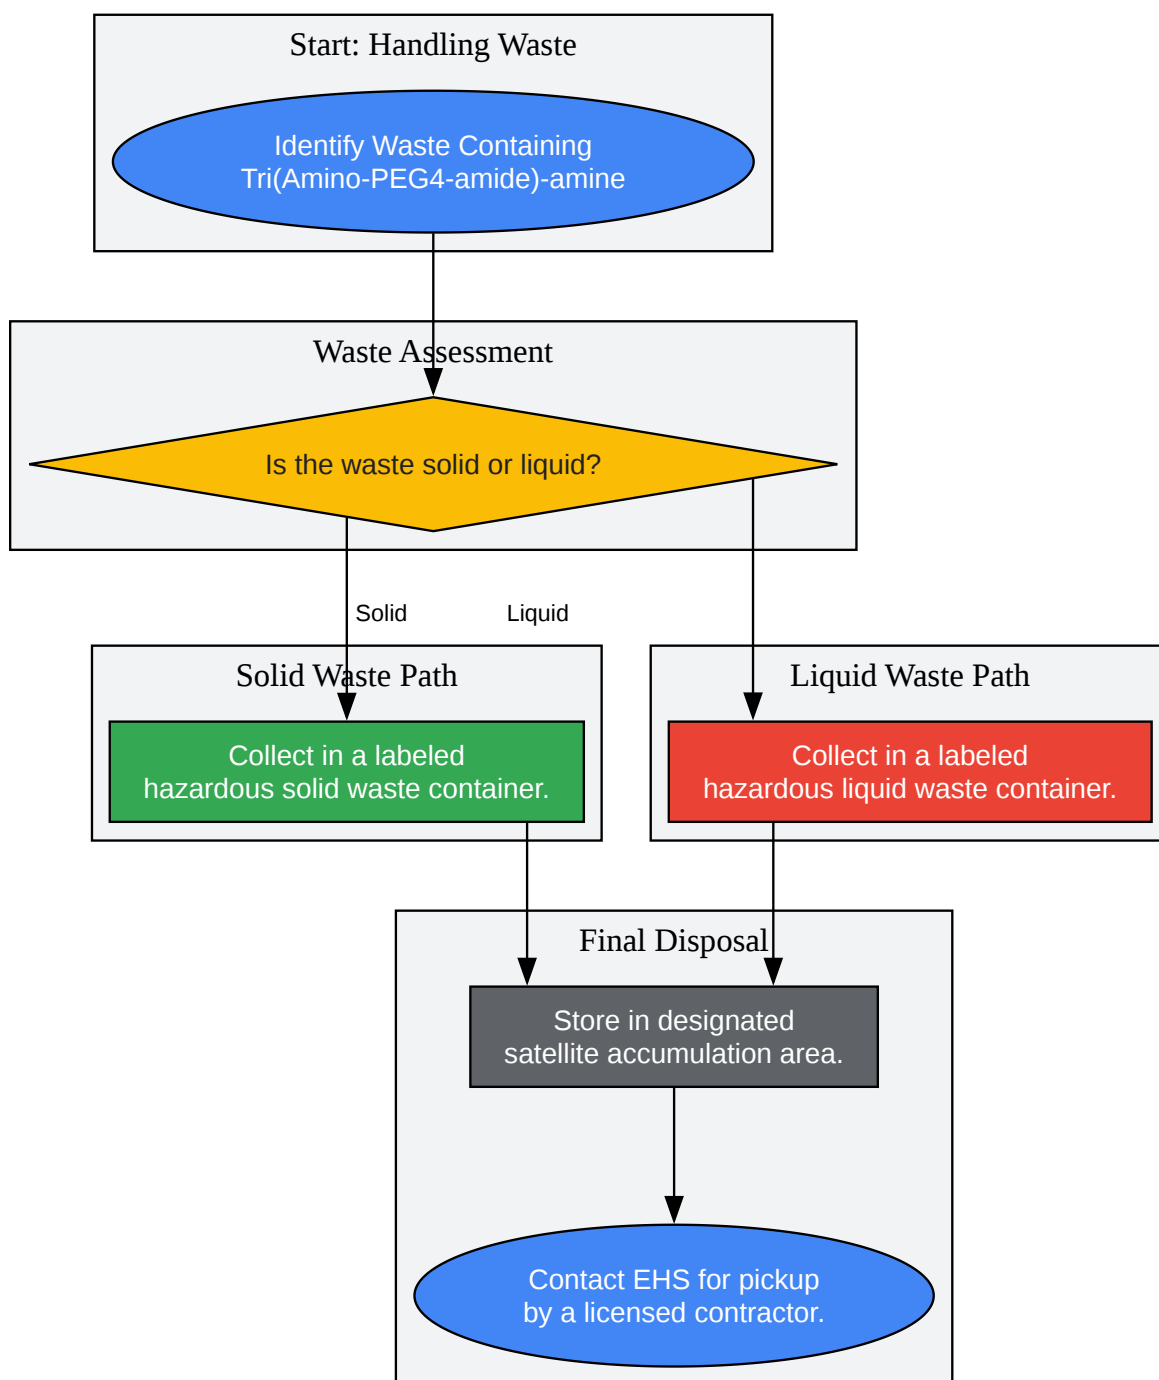 Start: Handling Waste
Identify Waste Containing
Tri(Amino-PEG4-amide)-amine
Waste Assessment
Is the waste solid or liquid?
Solid
Liquid
Solid Waste Path
Collect in a labeled
hazardous solid waste container.
Liquid Waste Path
Collect in a labeled
hazardous liquid waste container.
Final Disposal
Store in designated
satellite accumulation area.
Contact EHS for pickup
by a licensed contractor.